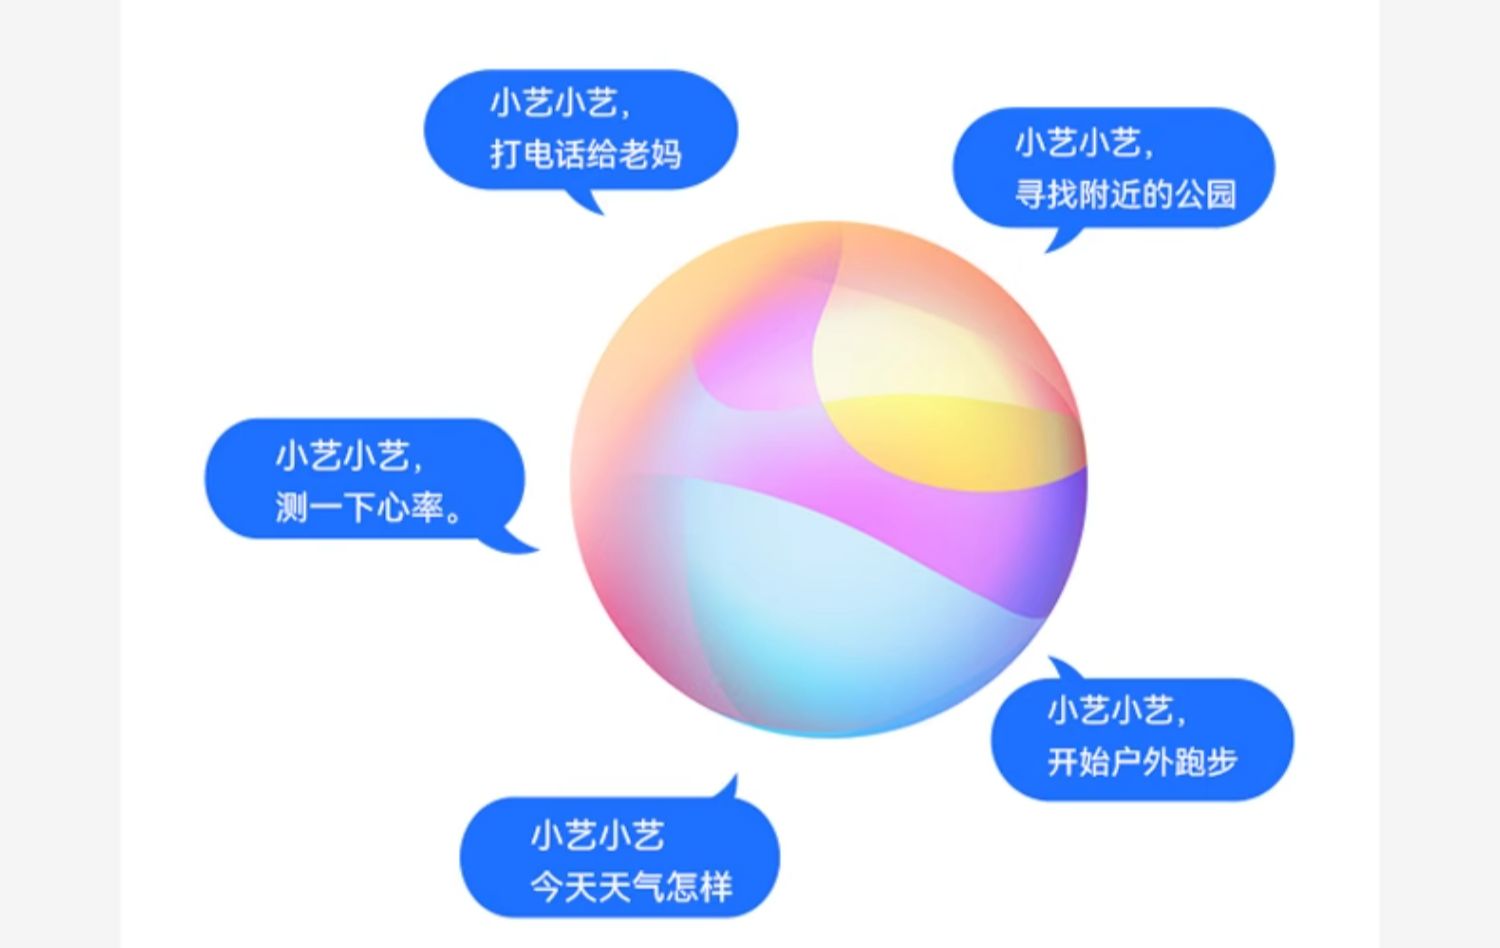 小艺小艺，
打电话给老妈
小艺小艺，
寻找附近的公园
小艺小艺，
测一下心率。
小艺小艺，
开始户外跑步
小艺小艺
今天天气怎样